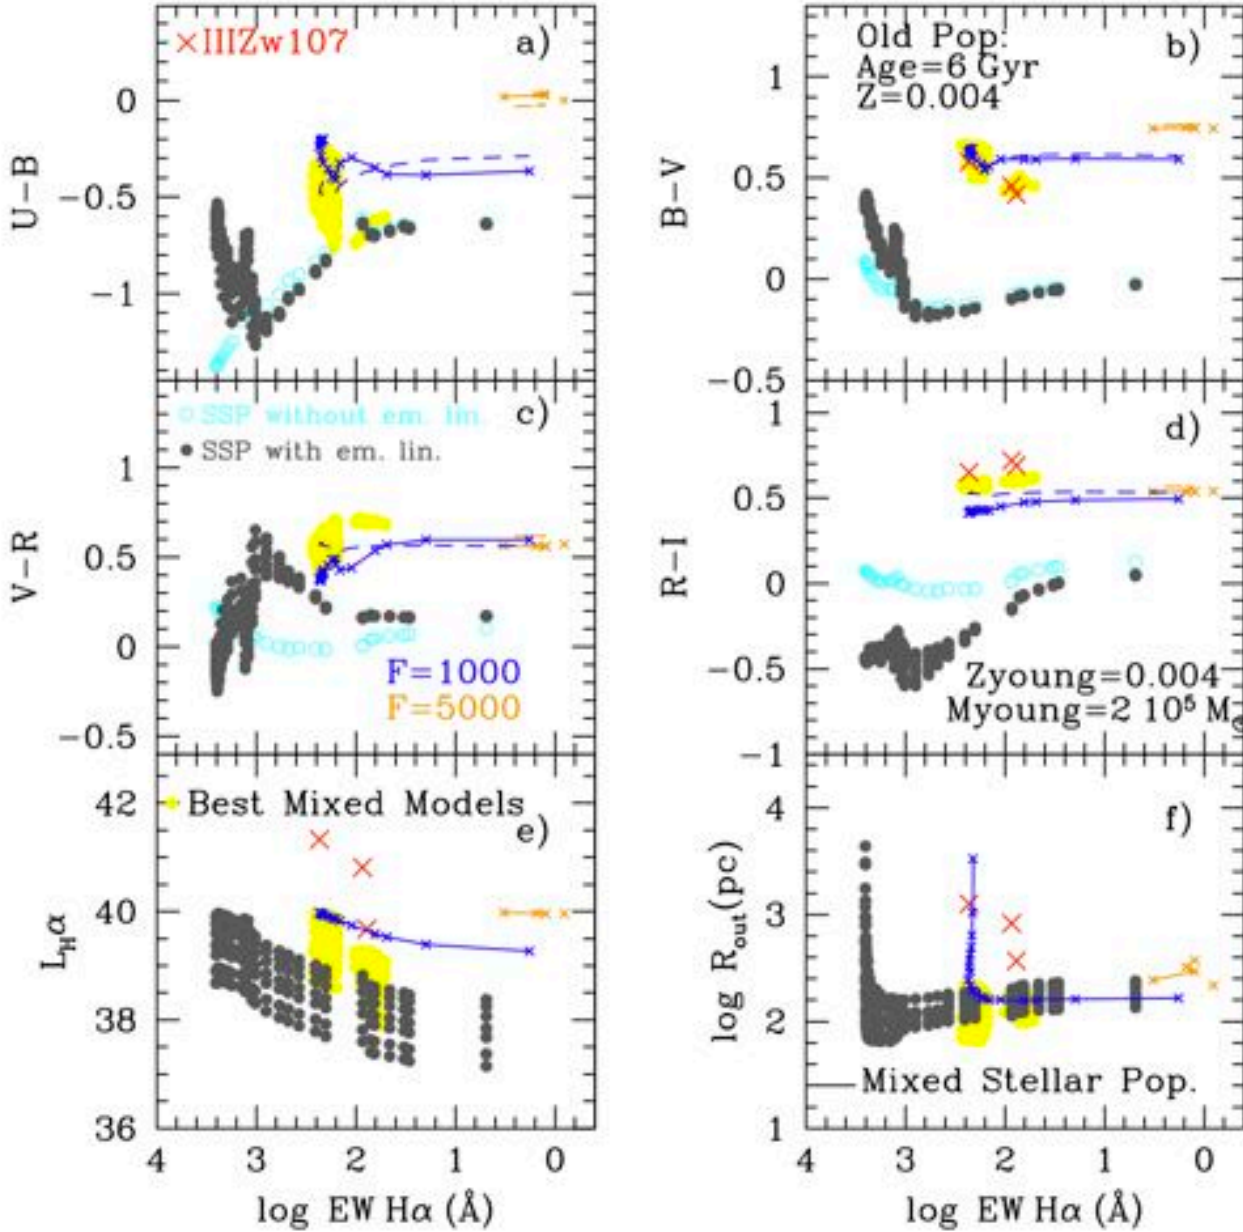 ×IIIZw107
a)
0
−0.5
−1
U−B
Old Pop:
Age=6 Gyr
Z=0.004
b)
1
0.5
0
−0.5
B−V
SSP without em. lin.
SSP with em. lin.
c)
1
0.5
0
−0.5
V−R
F=1000
F=5000
d)
1
0.5
0
−0.5
−1
R−I
Zyoung=0.004
Myoung=2 10⁵ M
Best Mixed Models
e)
42
40
38
36
L_Hα
4 3 2 1 0
log EW Hα (Å)
f)
4
3
2
1
log R_out(pc)
Mixed Stellar Pop.
4 3 2 1 0
log EW Hα (Å)